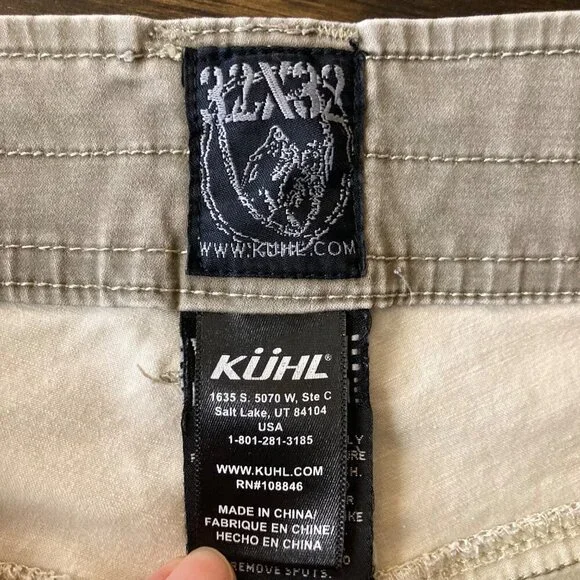 32X32
WWW.KUHL.COM
KÜHL®
1635 S. 5070 W, Ste C
Salt Lake, UT 84104
USA
1-801-281-3185
WWW.KUHL.COM
RN#108846
MADE IN CHINA/
FABRIQUE EN CHINE/
HECHO EN CHINA
REMOVE SPOTS.